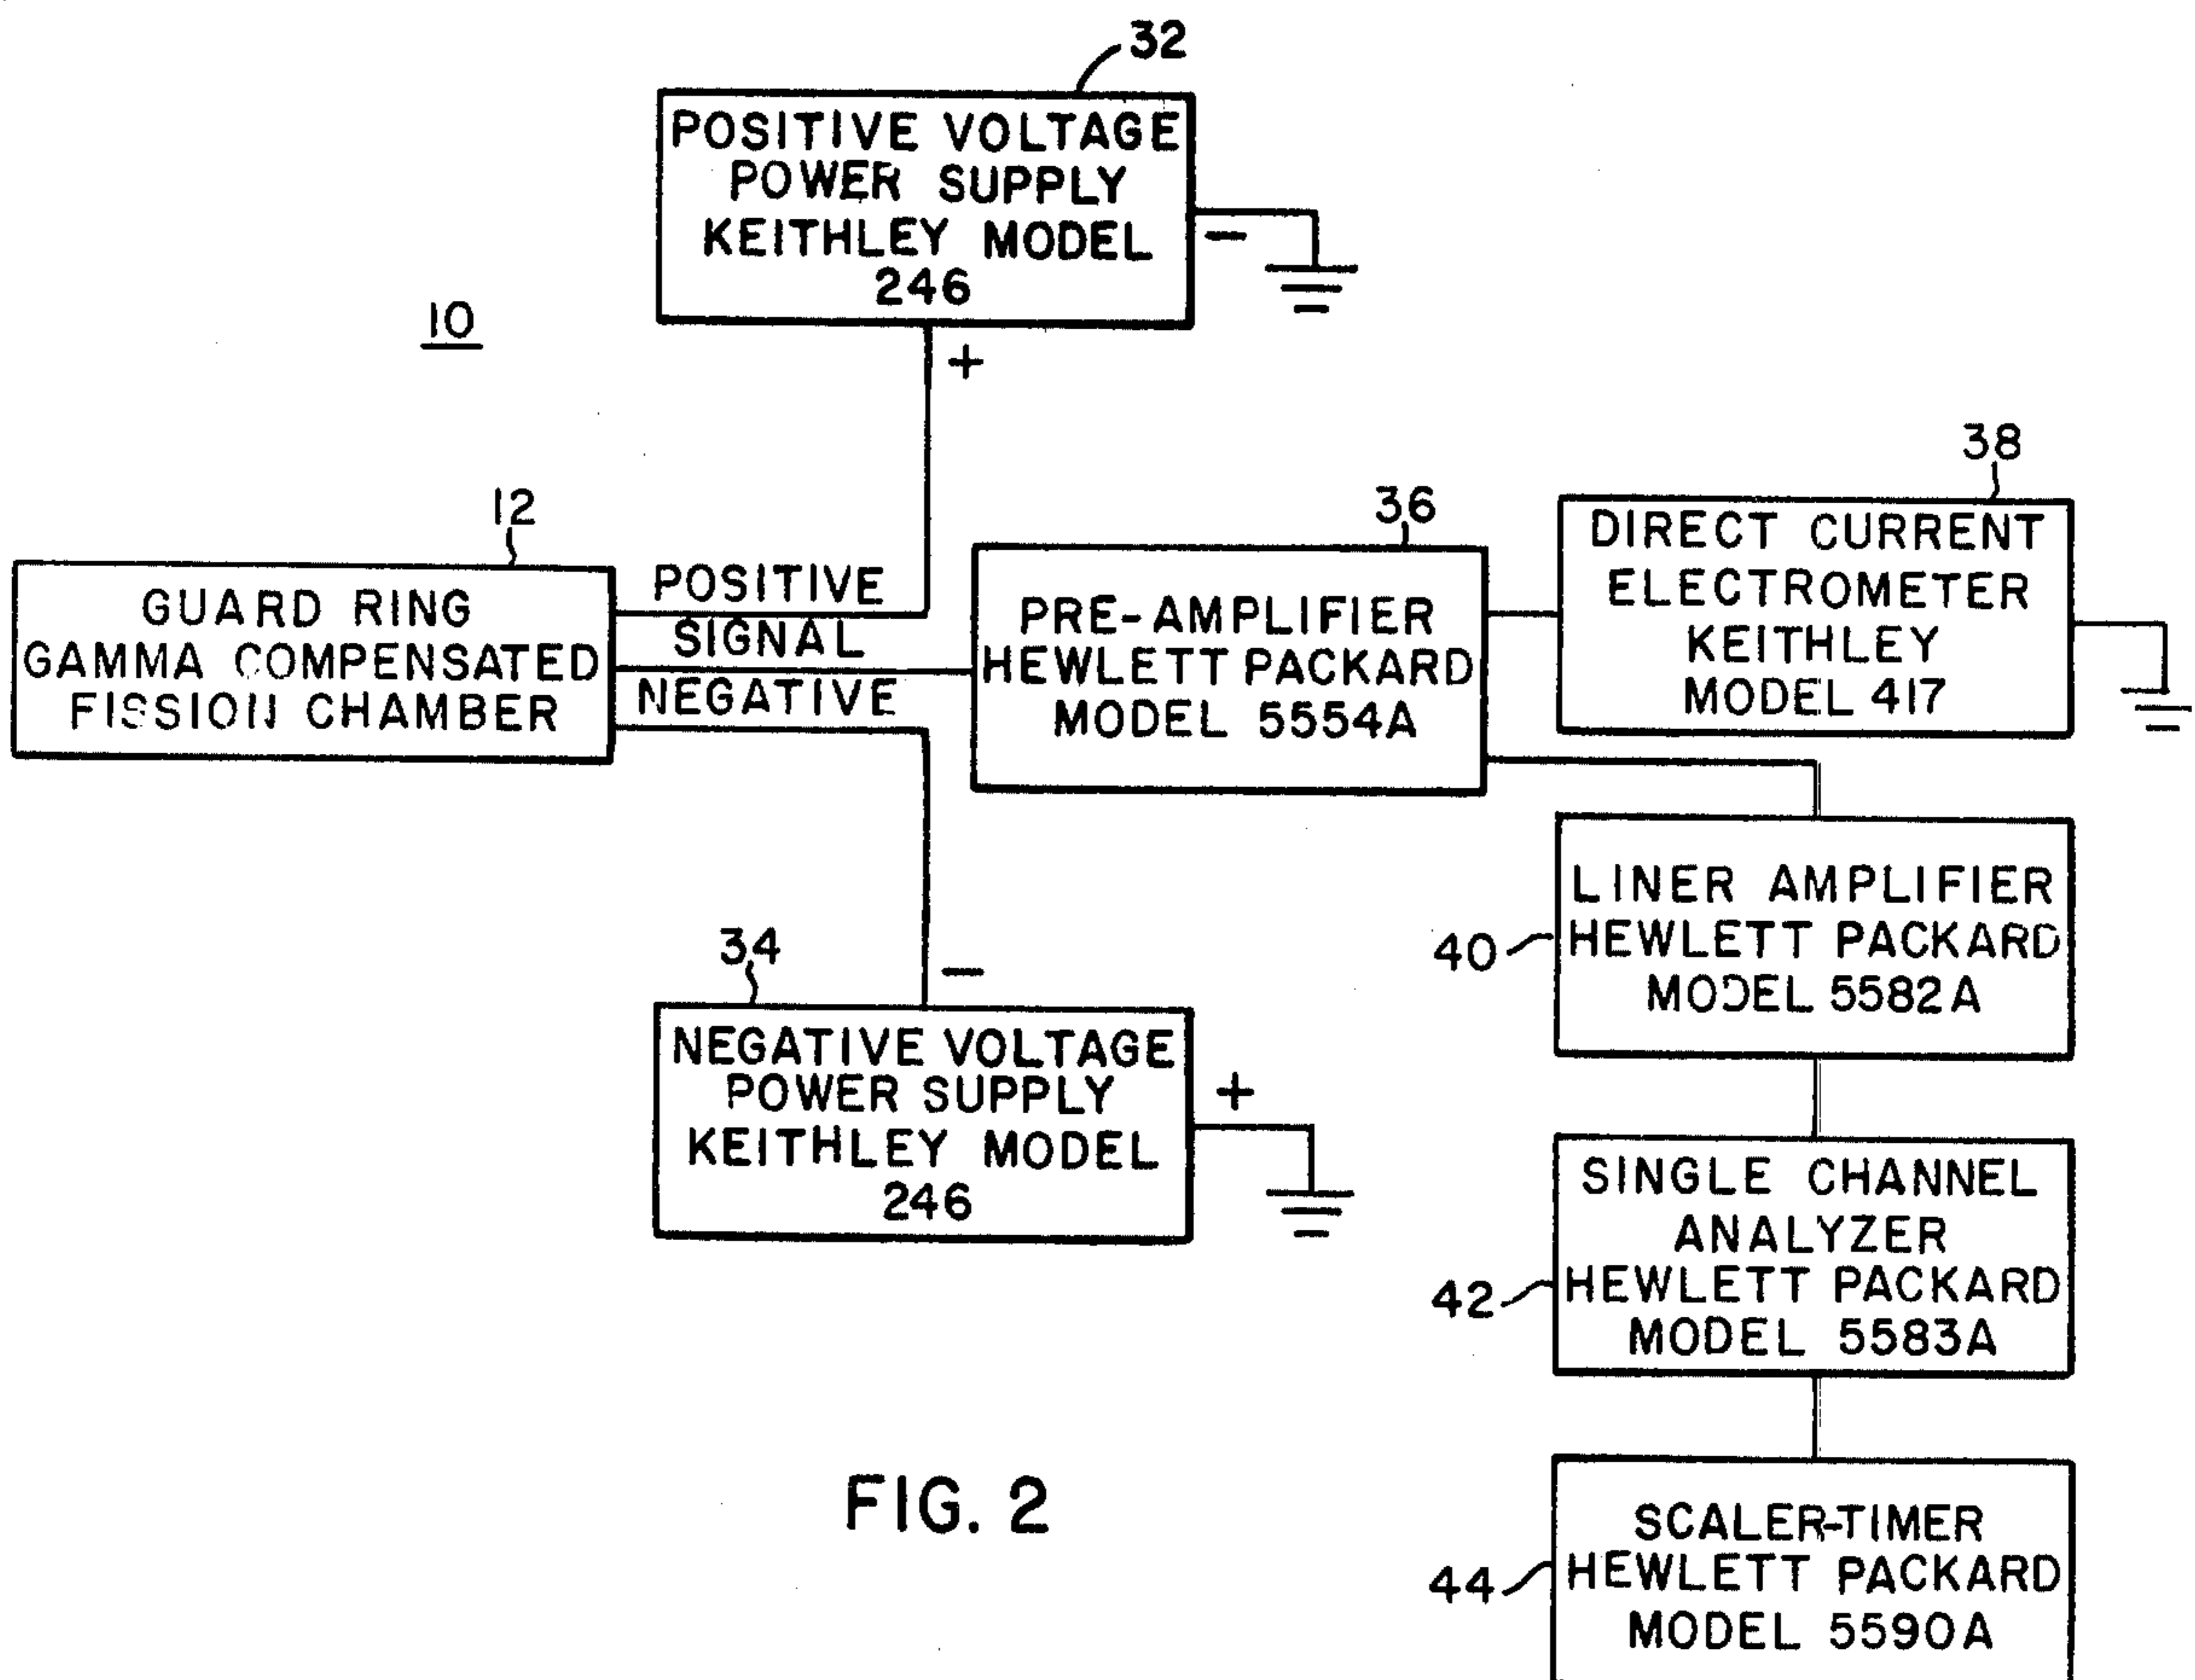 32
POSITIVE VOLTAGE
POWER SUPPLY
KEITHLEY MODEL
246
−
+
10
12
GUARD RING
GAMMA COMPENSATED
FISSION CHAMBER
POSITIVE
SIGNAL
NEGATIVE
36
PRE-AMPLIFIER
HEWLETT PACKARD
MODEL 5554A
38
DIRECT CURRENT
ELECTROMETER
KEITHLEY
MODEL 417
34
−
NEGATIVE VOLTAGE
POWER SUPPLY
KEITHLEY MODEL
246
+
40
LINER AMPLIFIER
HEWLETT PACKARD
MODEL 5582A
42
SINGLE CHANNEL
ANALYZER
HEWLETT PACKARD
MODEL 5583A
44
SCALER-TIMER
HEWLETT PACKARD
MODEL 5590A
FIG. 2